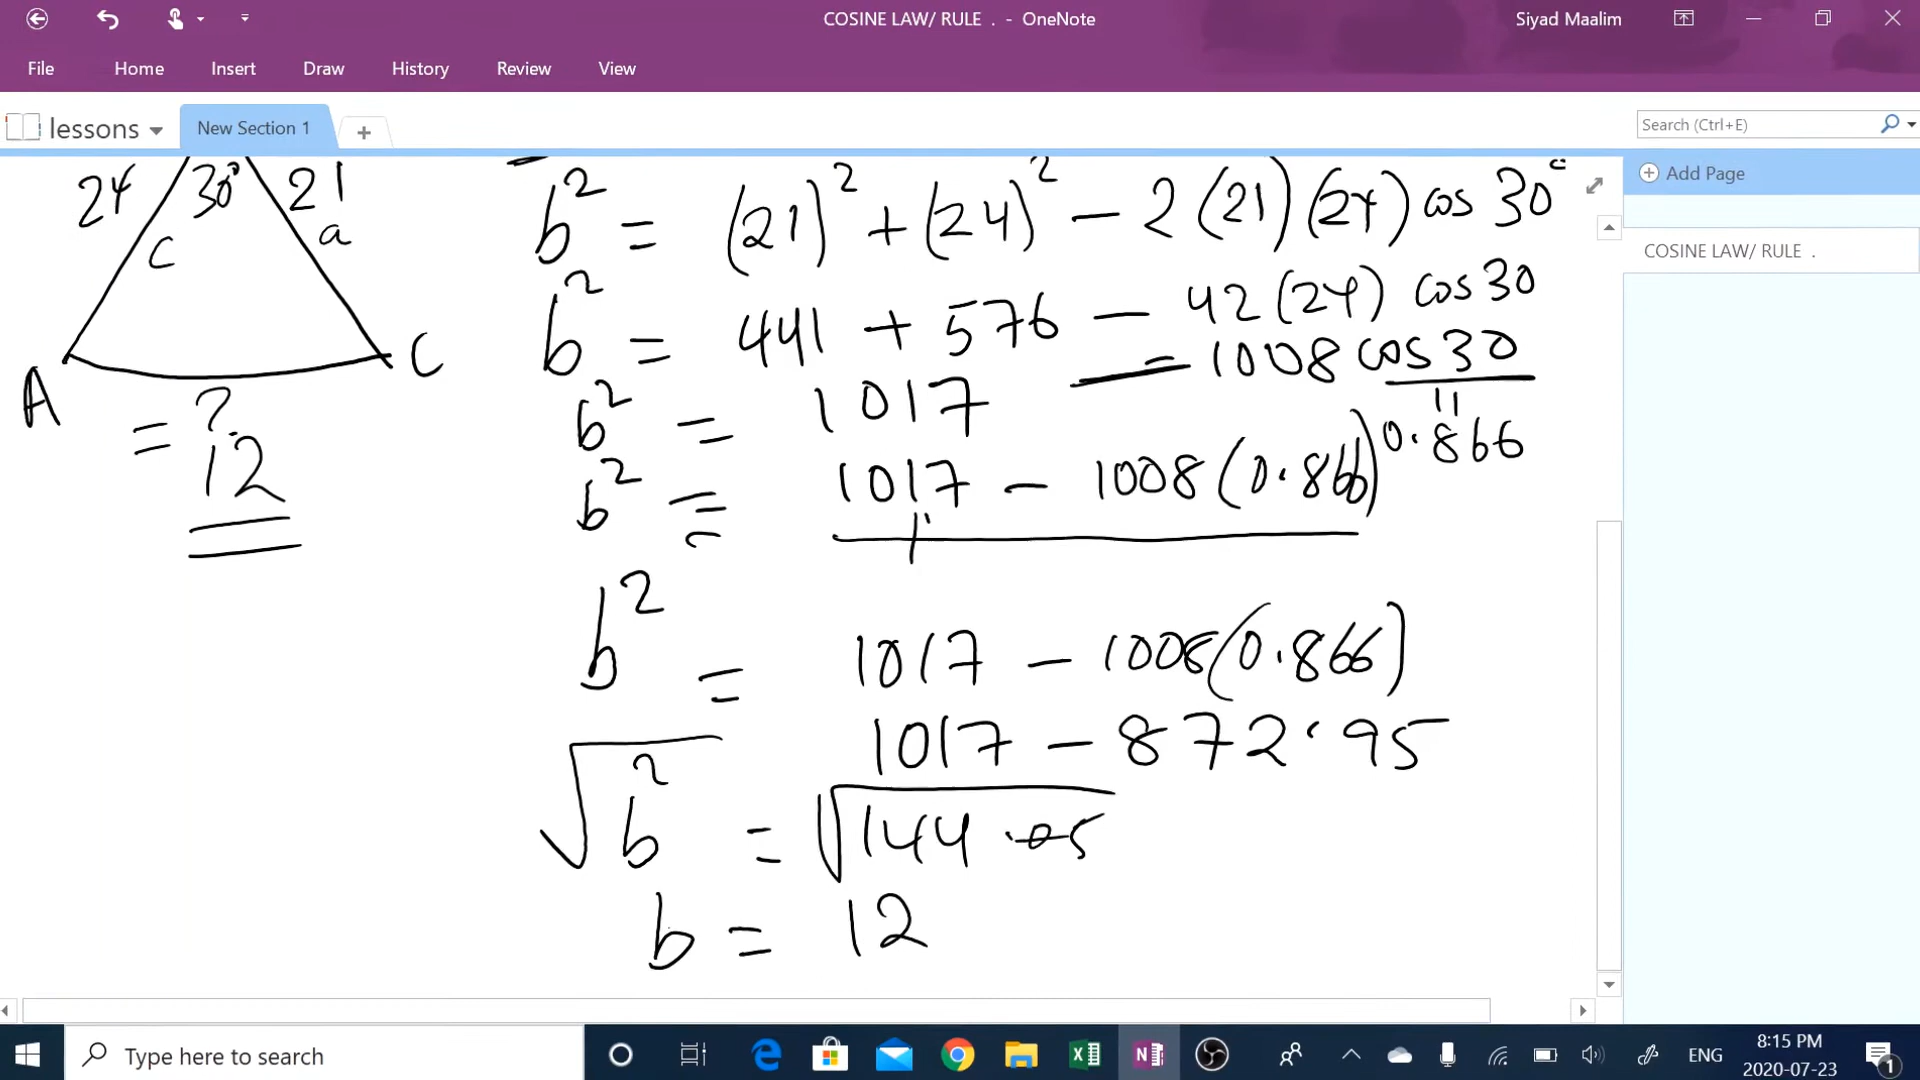 COSINE LAW/ RULE . - OneNote
Siyad Maalim
File Home Insert Draw History Review View
lessons
New Section 1
+
Search (Ctrl+E)
Add Page
COSINE LAW/ RULE .
24 30° 21
c a
A C
= ?
12
b² = (21)² + (24)² - 2(21)(24) cos 30°
b² = 441 + 576 - 42(24) cos 30
= 1008 cos 30
b² = 1017
0.866
b² = 1017 - 1008(0.866)
b² = 1017 - 1008(0.866)
1017 - 872.95
√b² = √144.05
b = 12
Type here to search
ENG
8:15 PM
2020-07-23
1